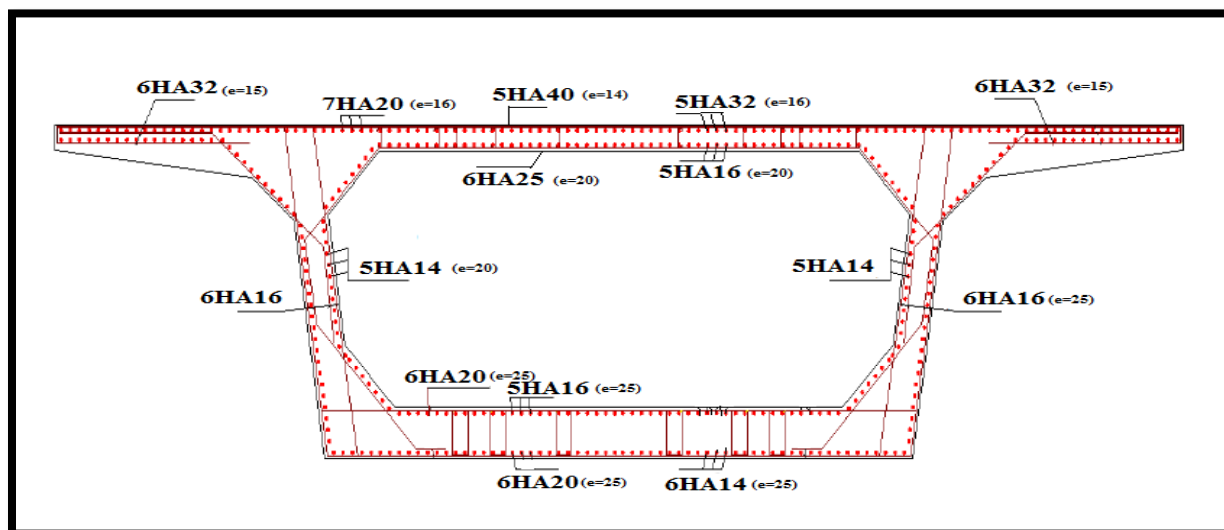 6HA32 (e=15)
7HA20 (e=16)
5HA40 (e=14)
5HA32 (e=16)
6HA32 (e=15)
6HA25 (e=20)
5HA16 (e=20)
5HA14 (e=20)
5HA14
6HA16
6HA16 (e=25)
6HA20 (e=25)
5HA16 (e=25)
6HA20 (e=25)
6HA14 (e=25)